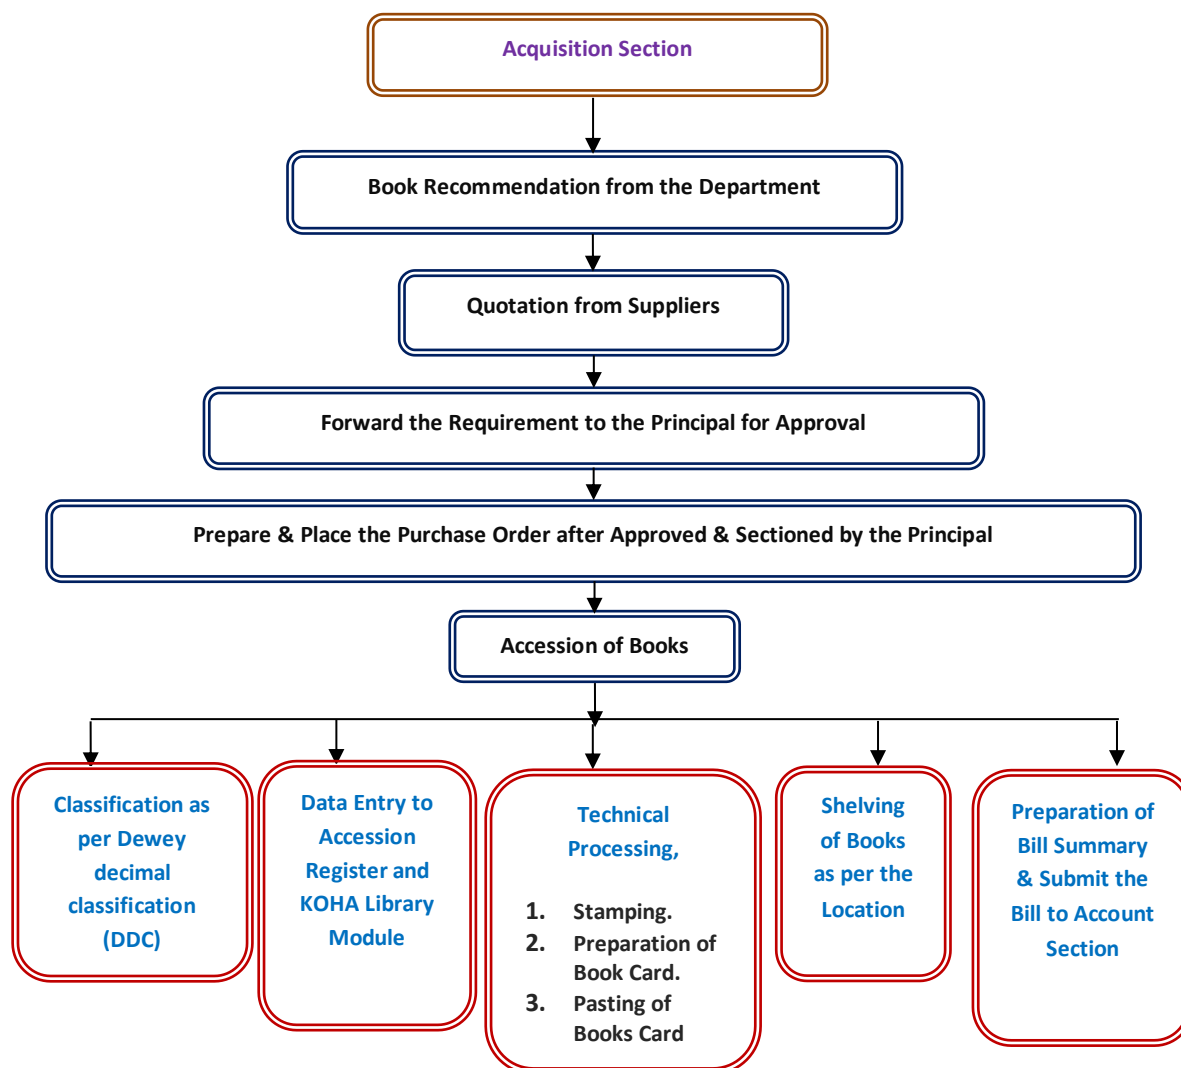 Acquisition Section
Book Recommendation from the Department
Quotation from Suppliers
Forward the Requirement to the Principal for Approval
Prepare & Place the Purchase Order after Approved & Sectioned by the Principal
Accession of Books
Classification as
per Dewey
decimal
classification
(DDC)
Data Entry to
Accession
Register and
KOHA Library
Module
Technical
Processing,
1. Stamping.
2. Preparation of
Book Card.
3. Pasting of
Books Card
Shelving
of Books
as per the
Location
Preparation of
Bill Summary
& Submit the
Bill to Account
Section